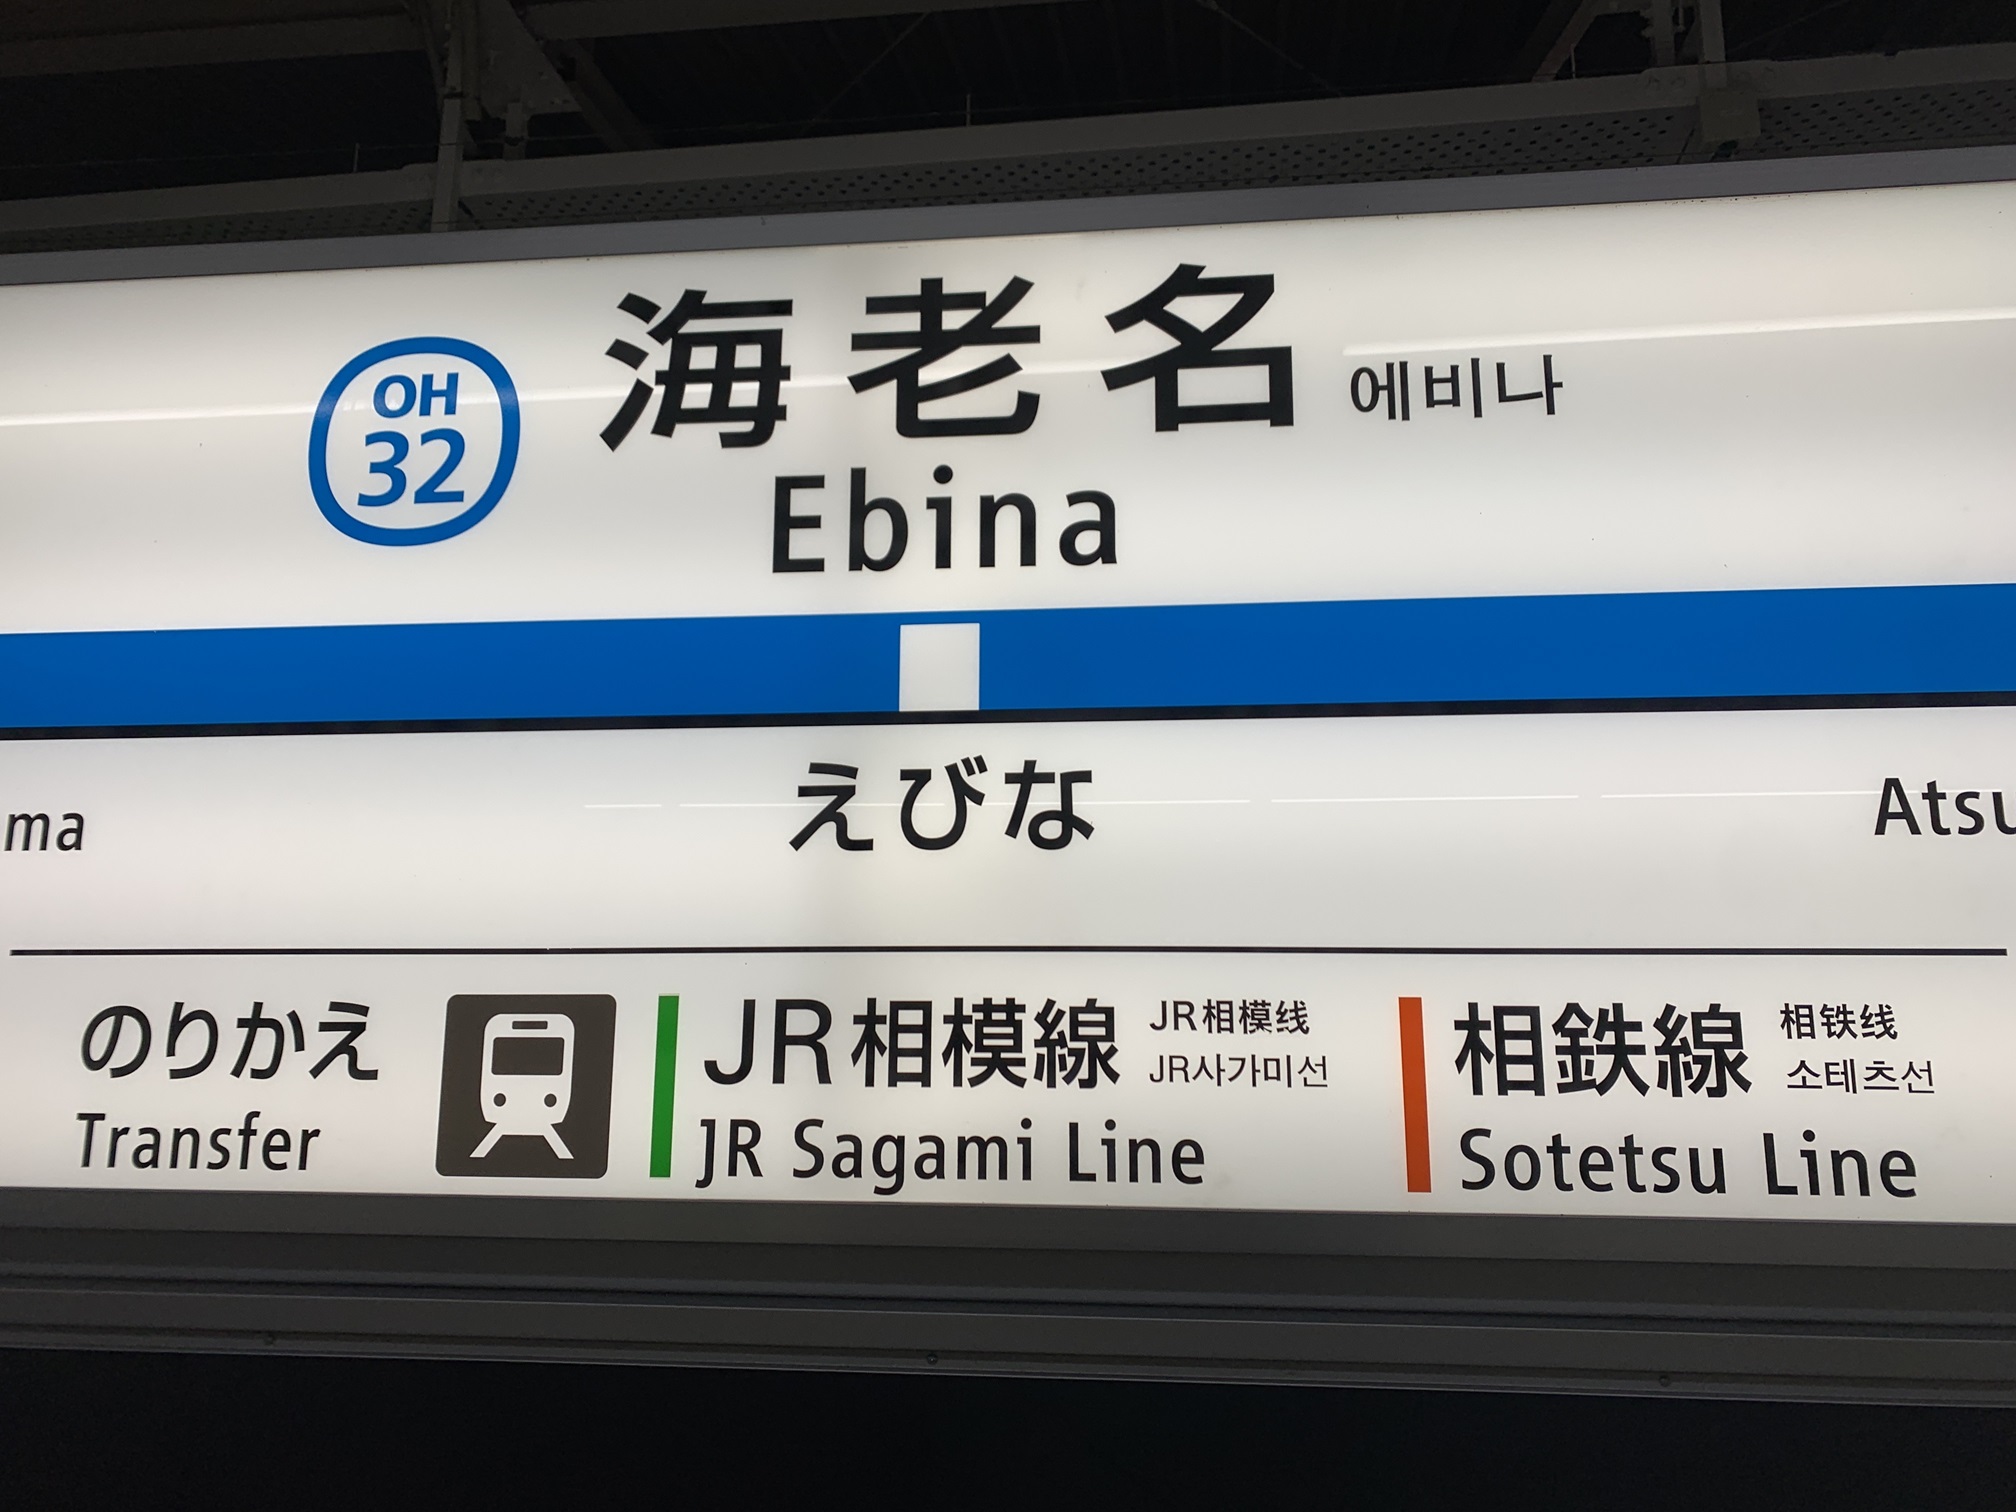 OH
32
海老名 에비나
Ebina
えびな
ma
Atsu
のりかえ
Transfer
JR相模線
JR相模线
JR사가미선
JR Sagami Line
相鉄線
相铁线
소테츠선
Sotetsu Line